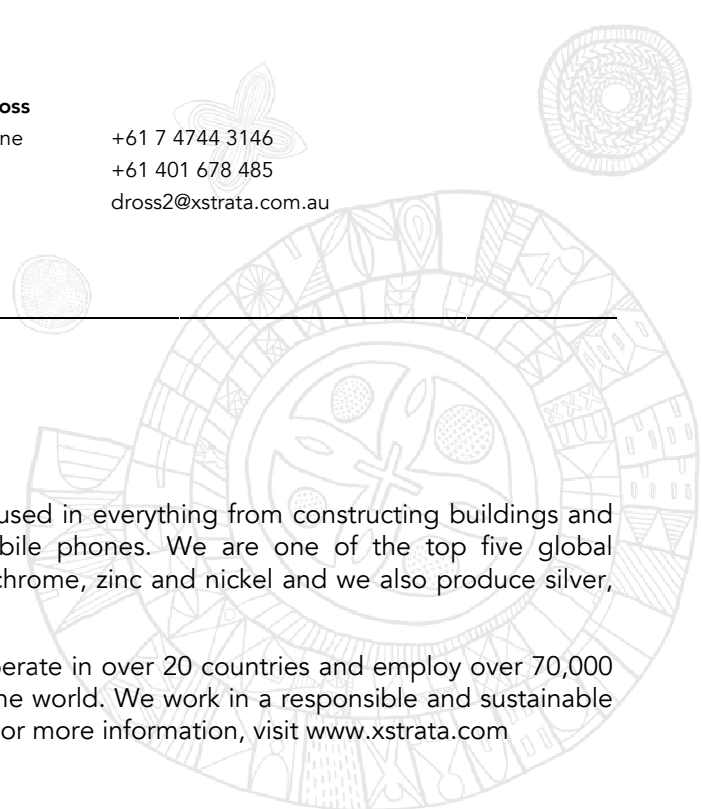 oss
ne +61 7 4744 3146
+61 401 678 485
dross2@xstrata.com.au
used in everything from constructing buildings and
bile phones. We are one of the top five global
chrome, zinc and nickel and we also produce silver,
perate in over 20 countries and employ over 70,000
ne world. We work in a responsible and sustainable
or more information, visit www.xstrata.com